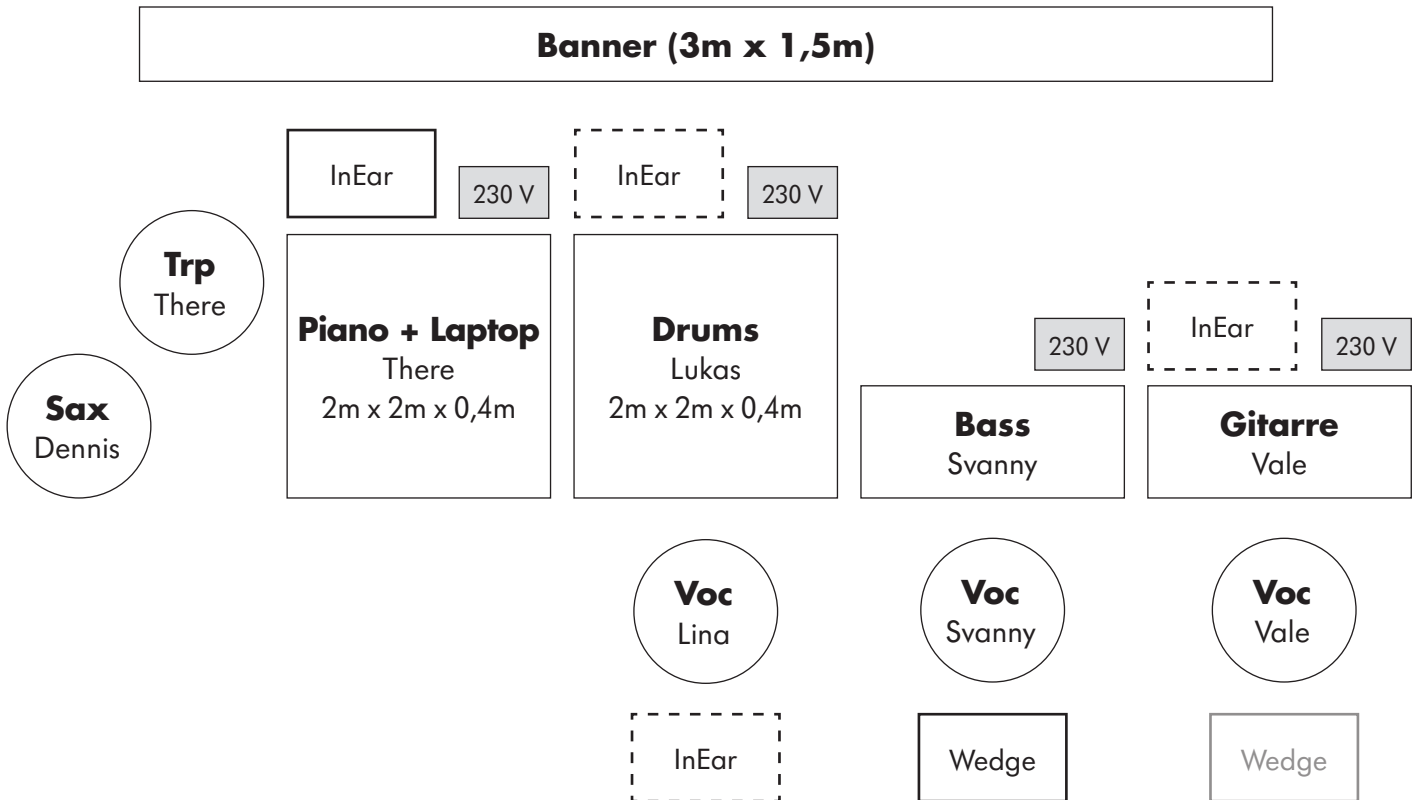 Banner (3m x 1,5m)
InEar
230 V
InEar
230 V
Trp
There
Piano + Laptop
There
2m x 2m x 0,4m
Drums
Lukas
2m x 2m x 0,4m
230 V
InEar
230 V
Sax
Dennis
Bass
Svanny
Gitarre
Vale
Voc
Lina
Voc
Svanny
Voc
Vale
InEar
Wedge
Wedge